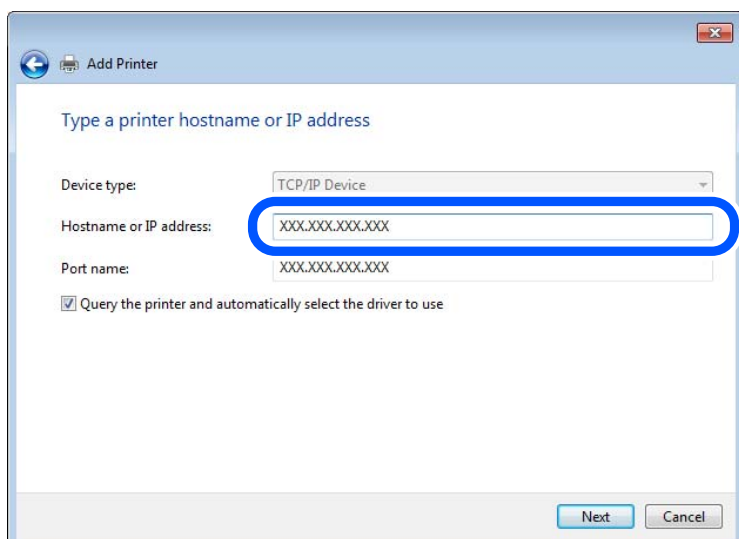 Add Printer
Type a printer hostname or IP address
Device type: TCP/IP Device
Hostname or IP address: XXX.XXX.XXX.XXX
Port name: XXX.XXX.XXX.XXX
Query the printer and automatically select the driver to use
Next Cancel